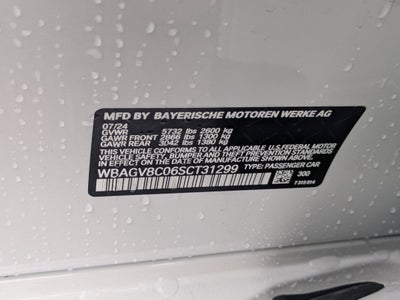 MFD BY BAYERISCHE MOTOREN WERKE AG
07/24
GVWR 5732 lbs 2600 kg
GAWR FRONT 2866 lbs 1300 kg
GAWR REAR 3042 lbs 1380 kg
THIS VEHICLE CONFORMS TO ALL APPLICABLE U.S. FEDERAL MOTOR
VEHICLE SAFETY, BUMPER, AND THEFT PREVENTION STANDARDS
IN EFFECT ON THE DATE OF MANUFACTURE SHOWN ABOVE.
WBAGV8C06SCT31299 TYPE: PASSENGER CAR
300